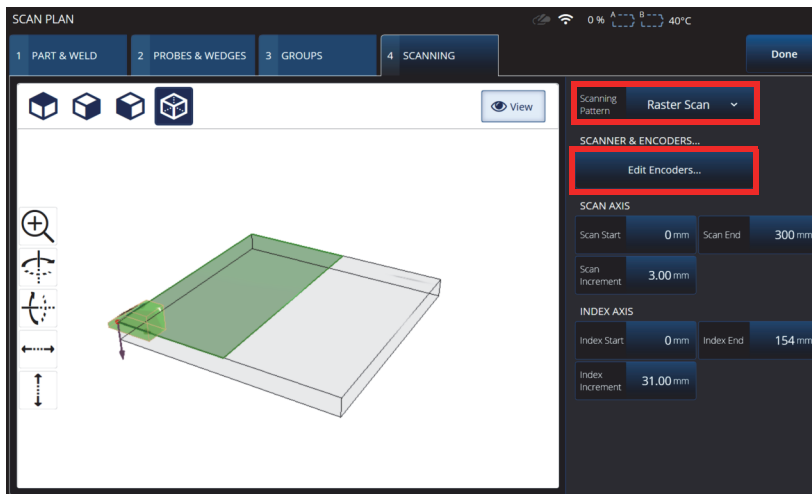 SCAN PLAN
0 % A B 40°C
1 PART & WELD 2 PROBES & WEDGES 3 GROUPS 4 SCANNING Done
View
Scanning Pattern Raster Scan
SCANNER & ENCODERS...
Edit Encoders...
SCAN AXIS
Scan Start 0 mm Scan End 300 mm
Scan Increment 3.00 mm
INDEX AXIS
Index Start 0 mm Index End 154 mm
Index Increment 31.00 mm